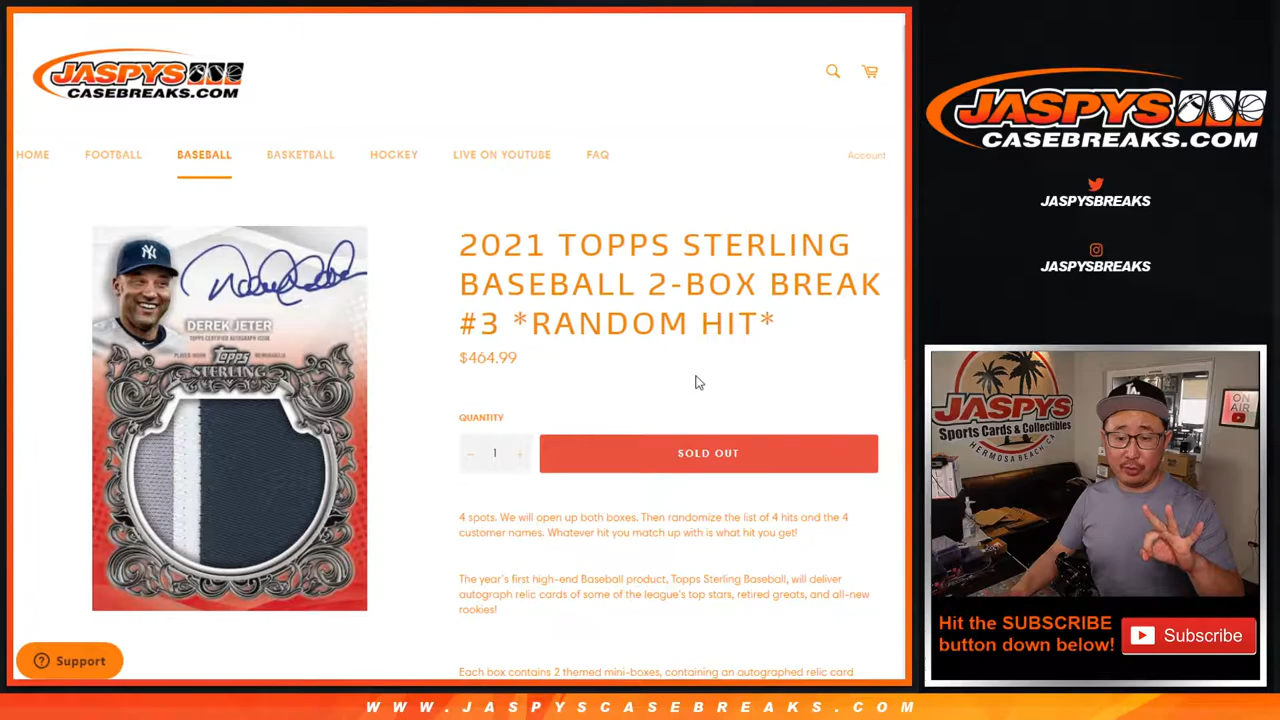 JASPYS
CASEBREAKS.COM
HOME
FOOTBALL
BASEBALL
BASKETBALL
HOCKEY
LIVE ON YOUTUBE
FAQ
Account
DEREK JETER
TOPPS CERTIFIED AUTOGRAPH ISSUE
Topps
STERLING
2021 TOPPS STERLING
BASEBALL 2-BOX BREAK
#3 *RANDOM HIT*
$464.99
QUANTITY
− 1 +
SOLD OUT
4 spots. We will open up both boxes. Then randomize the list of 4 hits and the 4
customer names. Whatever hit you match up with is what hit you get!
The year's first high-end Baseball product, Topps Sterling Baseball, will deliver
autograph relic cards of some of the league's top stars, retired greats, and all-new
rookies!
Each box contains 2 themed mini-boxes, containing an autographed relic card
Support
JASPYS
CASEBREAKS.COM
JASPYSBREAKS
JASPYSBREAKS
JASPYS
Sports Cards & Collectibles
HERMOSA BEACH, CA
LA
ON
AIR
Hit the SUBSCRIBE
button down below!
Subscribe
WWW.JASPYSCASEBREAKS.COM